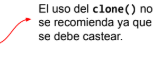 El uso del clone() no
se recomienda ya que
se debe castear.